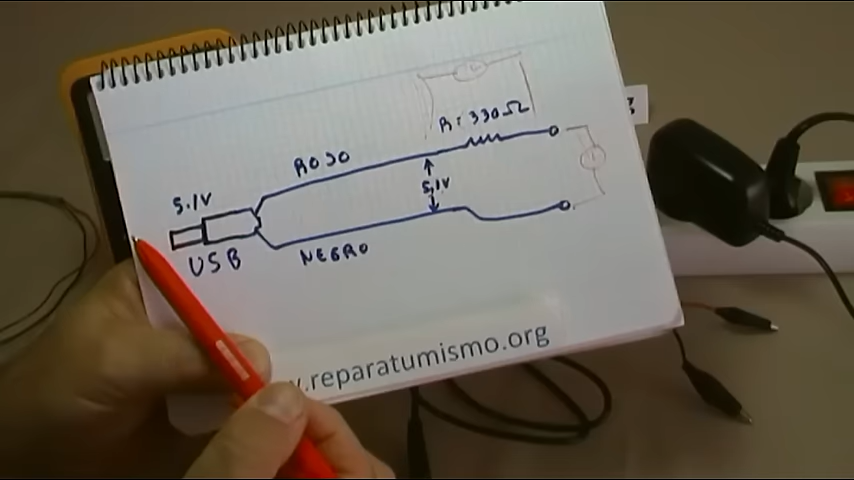 R: 330Ω
ROJO
5.1V
5,1V
USB
NEGRO
.reparatumismo.org